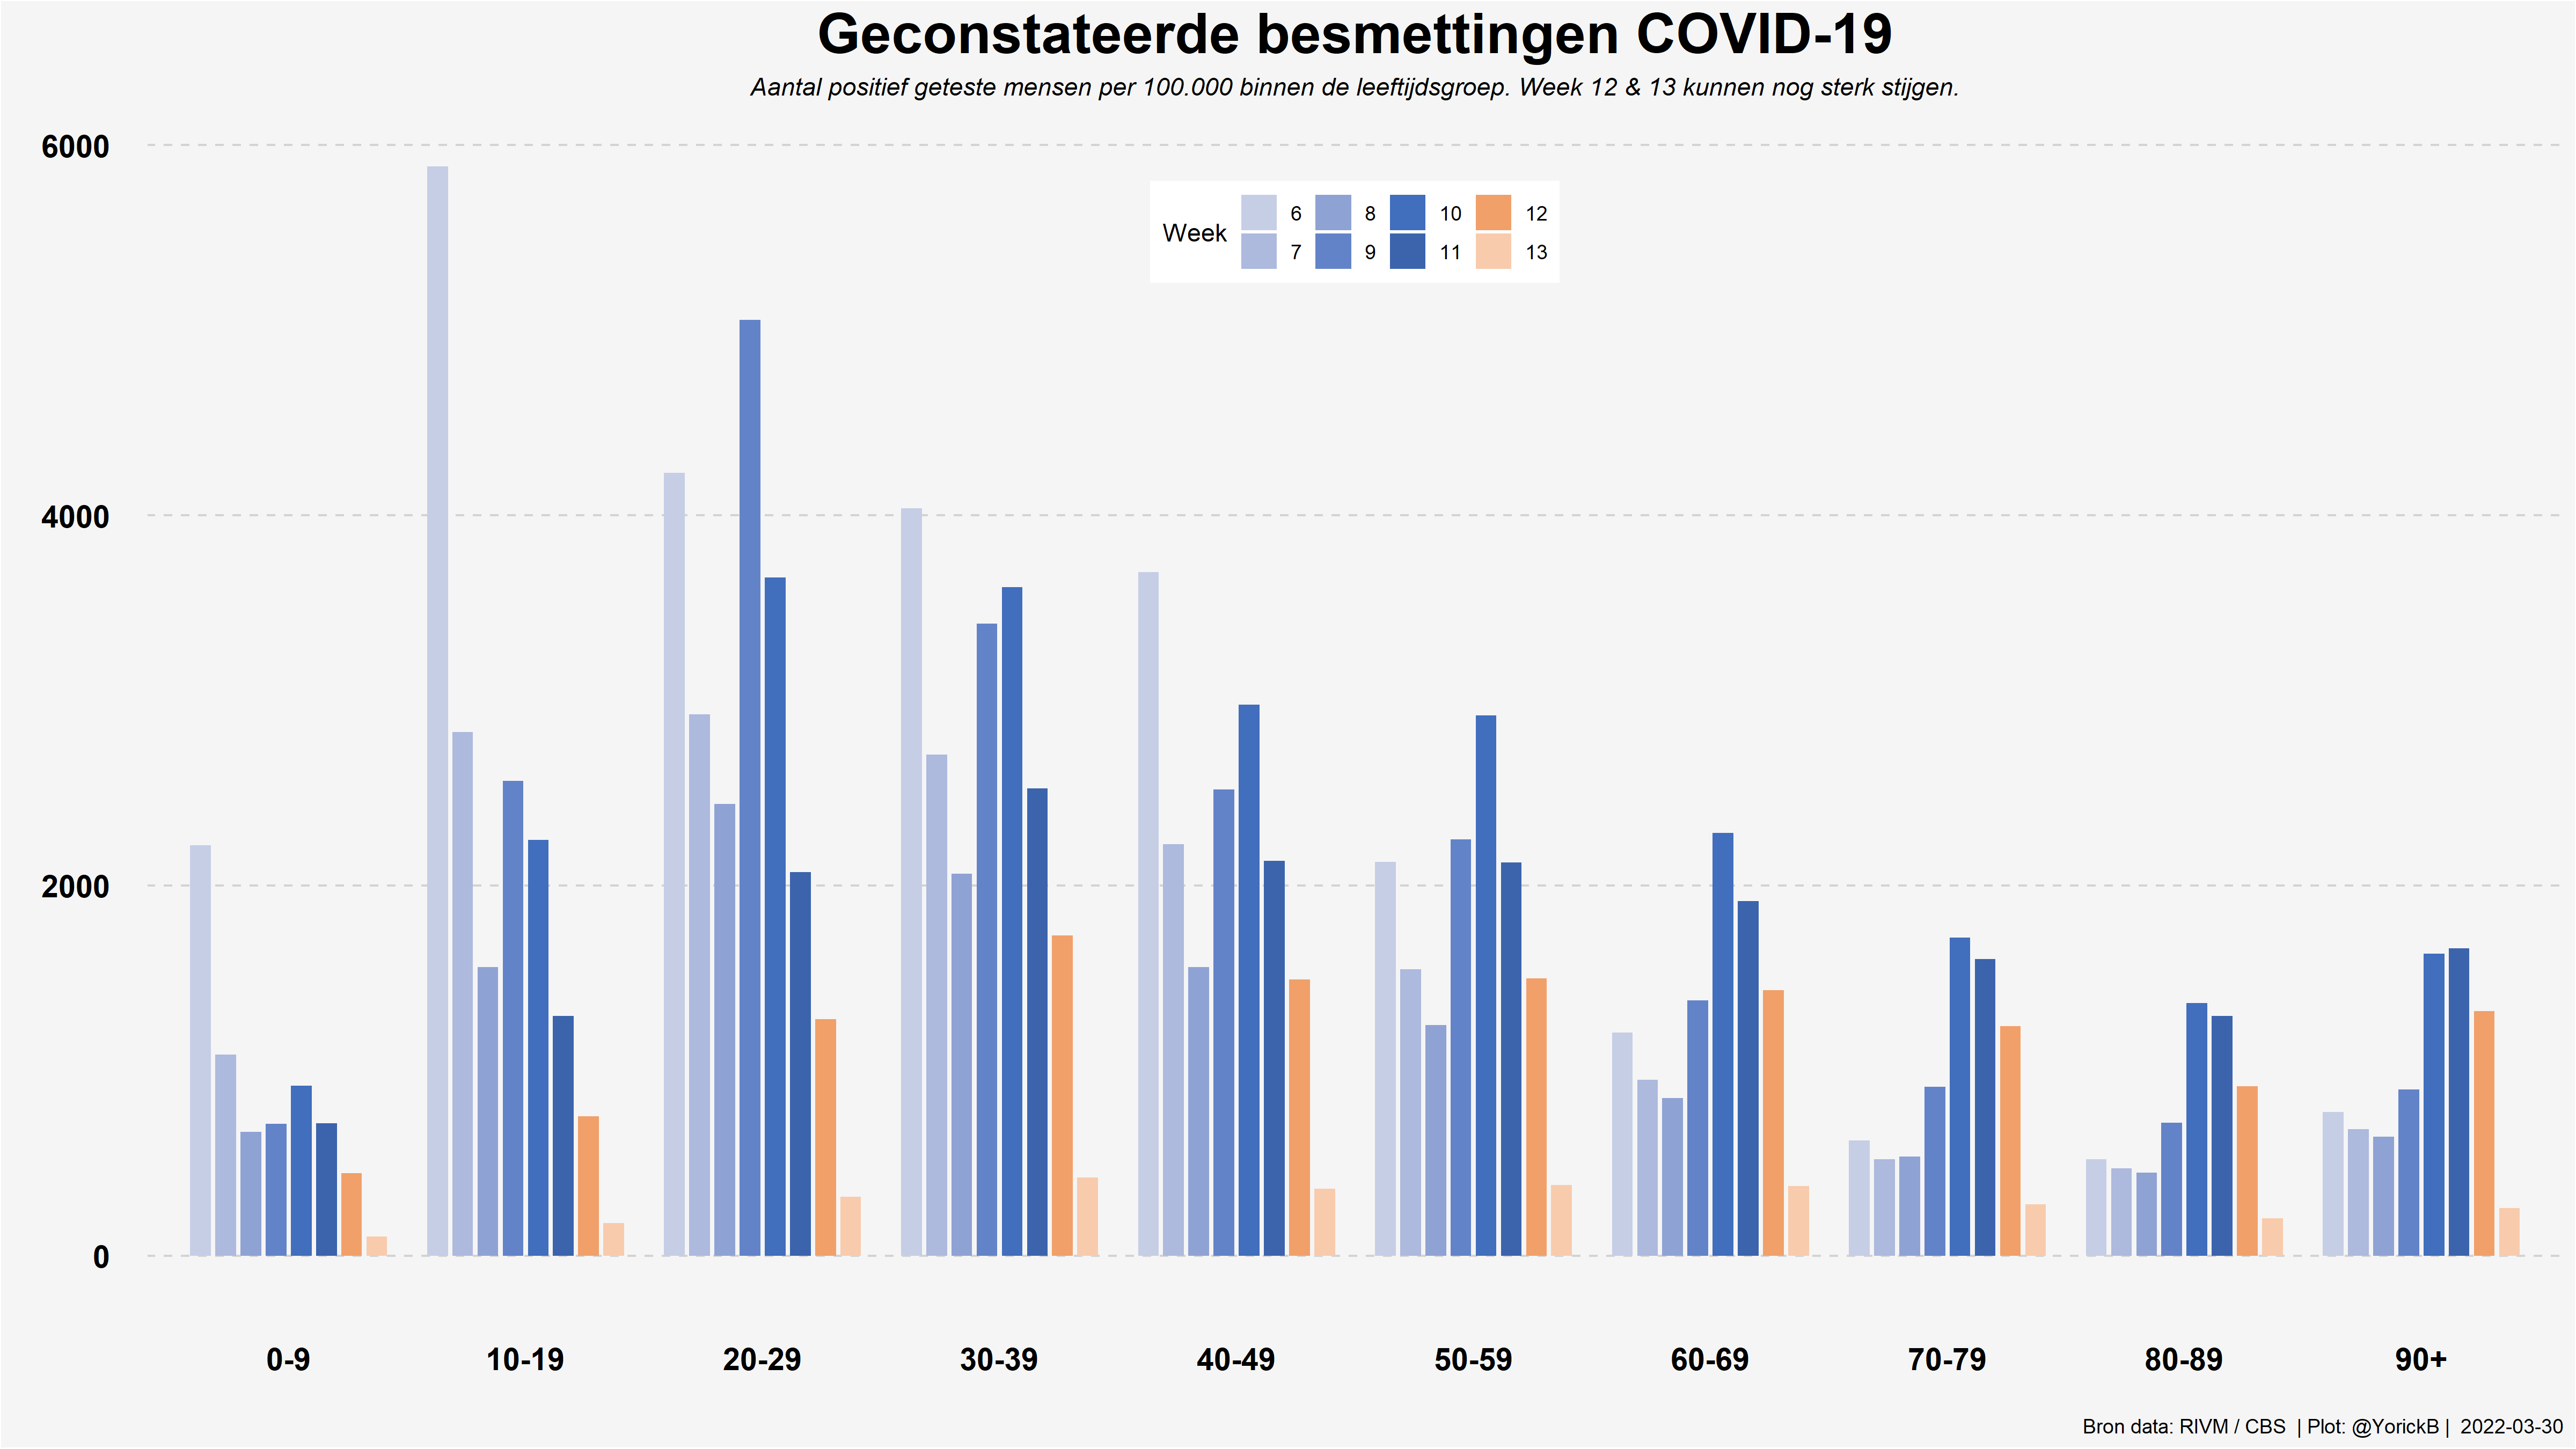 Geconstateerde besmettingen COVID-19
Aantal positief geteste mensen per 100.000 binnen de leeftijdsgroep. Week 12 & 13 kunnen nog sterk stijgen.
6000
Week 6 8 10 12
7 9 11 13
4000
2000
0
0-9 10-19 20-29 30-39 40-49 50-59 60-69 70-79 80-89 90+
Bron data: RIVM / CBS | Plot: @YorickB | 2022-03-30